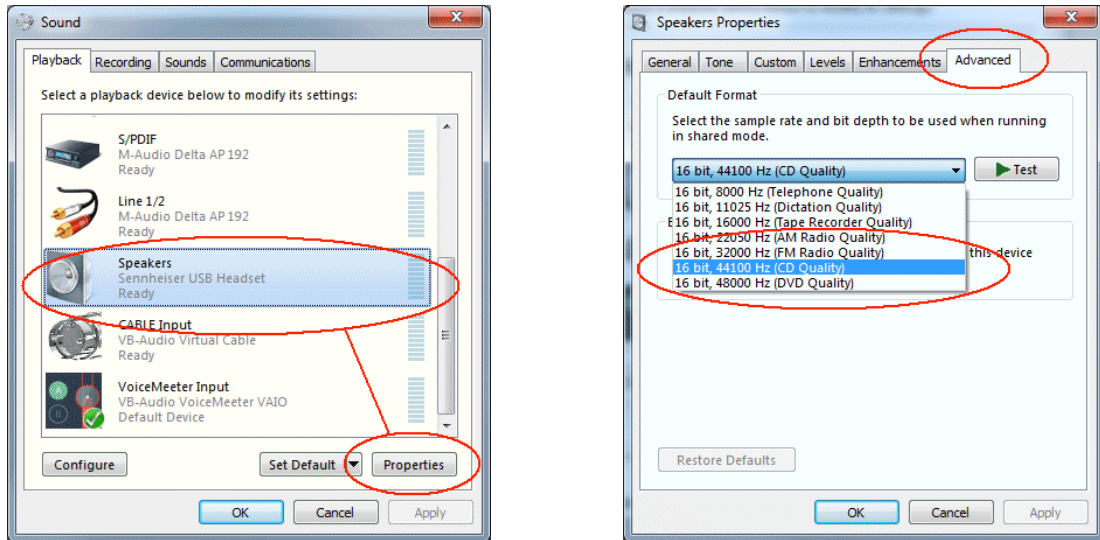 Sound
Playback Recording Sounds Communications
Select a playback device below to modify its settings:
S/PDIF
M-Audio Delta AP 192
Ready
Line 1/2
M-Audio Delta AP 192
Ready
Speakers
Sennheiser USB Headset
Ready
CABLE Input
VB-Audio Virtual Cable
Ready
VoiceMeeter Input
VB-Audio VoiceMeeter VAIO
Default Device
Configure Set Default Properties
OK Cancel Apply
Speakers Properties
General Tone Custom Levels Enhancements Advanced
Default Format
Select the sample rate and bit depth to be used when running
in shared mode.
16 bit, 44100 Hz (CD Quality) Test
16 bit, 8000 Hz (Telephone Quality)
16 bit, 11025 Hz (Dictation Quality)
16 bit, 16000 Hz (Tape Recorder Quality)
16 bit, 22050 Hz (AM Radio Quality)
16 bit, 32000 Hz (FM Radio Quality) this device
16 bit, 44100 Hz (CD Quality)
16 bit, 48000 Hz (DVD Quality)
Restore Defaults
OK Cancel Apply